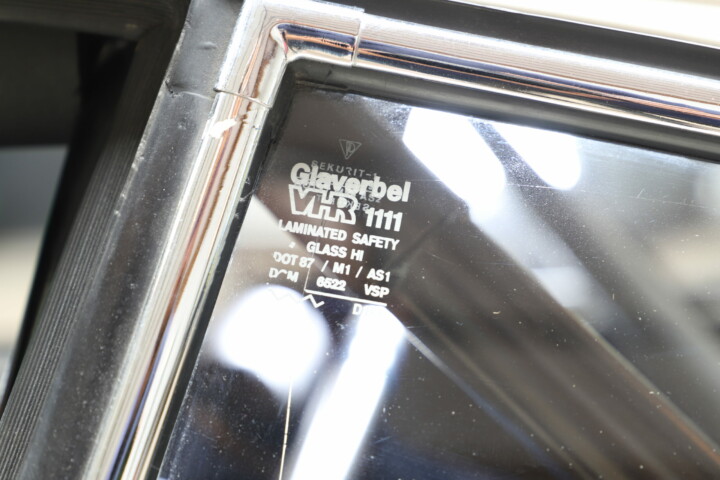 SEKURIT-
Glaverbel
VHR 1111
LAMINATED SAFETY
GLASS HI
DOT 87 / M1 / AS1
6522 VSP